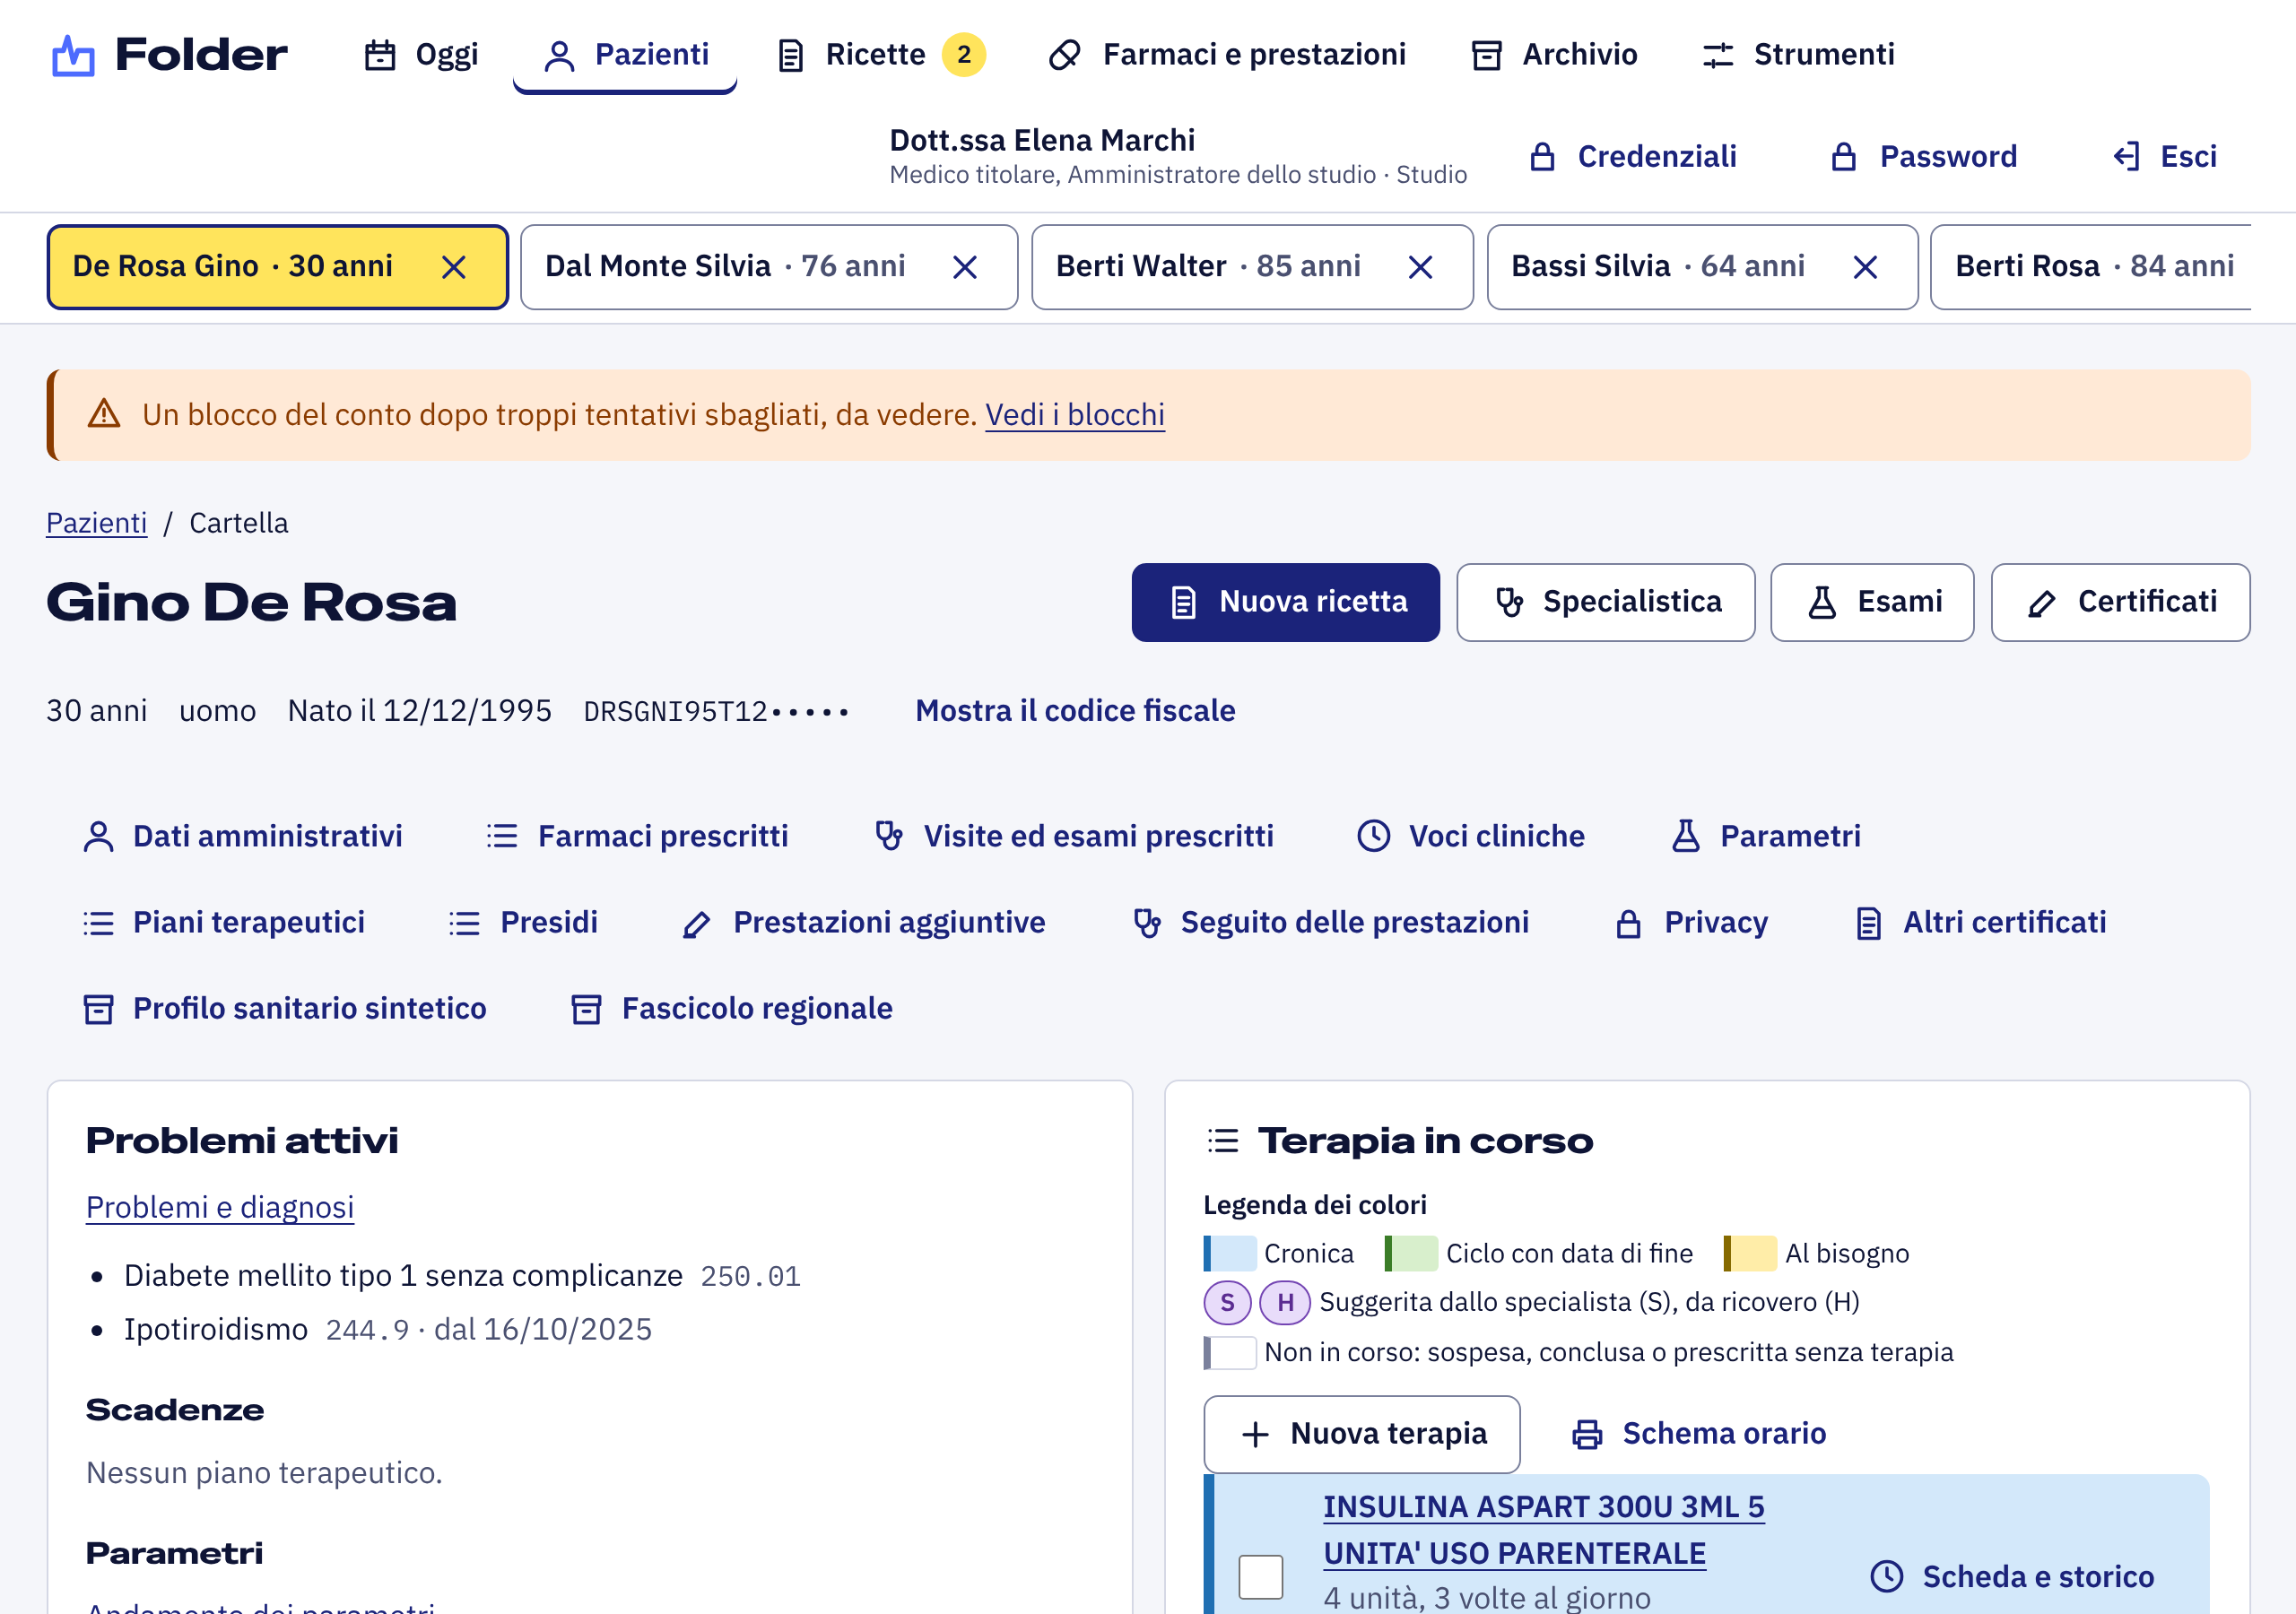 Folder
Oggi
Pazienti
Ricette 2
Farmaci e prestazioni
Archivio
Strumenti
Dott.ssa Elena Marchi
Medico titolare, Amministratore dello studio · Studio
Credenziali
Password
Esci
De Rosa Gino · 30 anni
Dal Monte Silvia · 76 anni
Berti Walter · 85 anni
Bassi Silvia · 64 anni
Berti Rosa · 84 anni
Un blocco del conto dopo troppi tentativi sbagliati, da vedere. Vedi i blocchi
Pazienti / Cartella
Gino De Rosa
Nuova ricetta
Specialistica
Esami
Certificati
30 anni uomo Nato il 12/12/1995 DRSGNI95T12••••• Mostra il codice fiscale
Dati amministrativi
Farmaci prescritti
Visite ed esami prescritti
Voci cliniche
Parametri
Piani terapeutici
Presidi
Prestazioni aggiuntive
Seguito delle prestazioni
Privacy
Altri certificati
Profilo sanitario sintetico
Fascicolo regionale
Problemi attivi
Problemi e diagnosi
• Diabete mellito tipo 1 senza complicanze 250.01
• Ipotiroidismo 244.9 · dal 16/10/2025
Scadenze
Nessun piano terapeutico.
Parametri
Andamento dei parametri
Terapia in corso
Legenda dei colori
Cronica
Ciclo con data di fine
Al bisogno
S H Suggerita dallo specialista (S), da ricovero (H)
Non in corso: sospesa, conclusa o prescritta senza terapia
Nuova terapia
Schema orario
INSULINA ASPART 300U 3ML 5
UNITA' USO PARENTERALE
4 unità, 3 volte al giorno
Scheda e storico